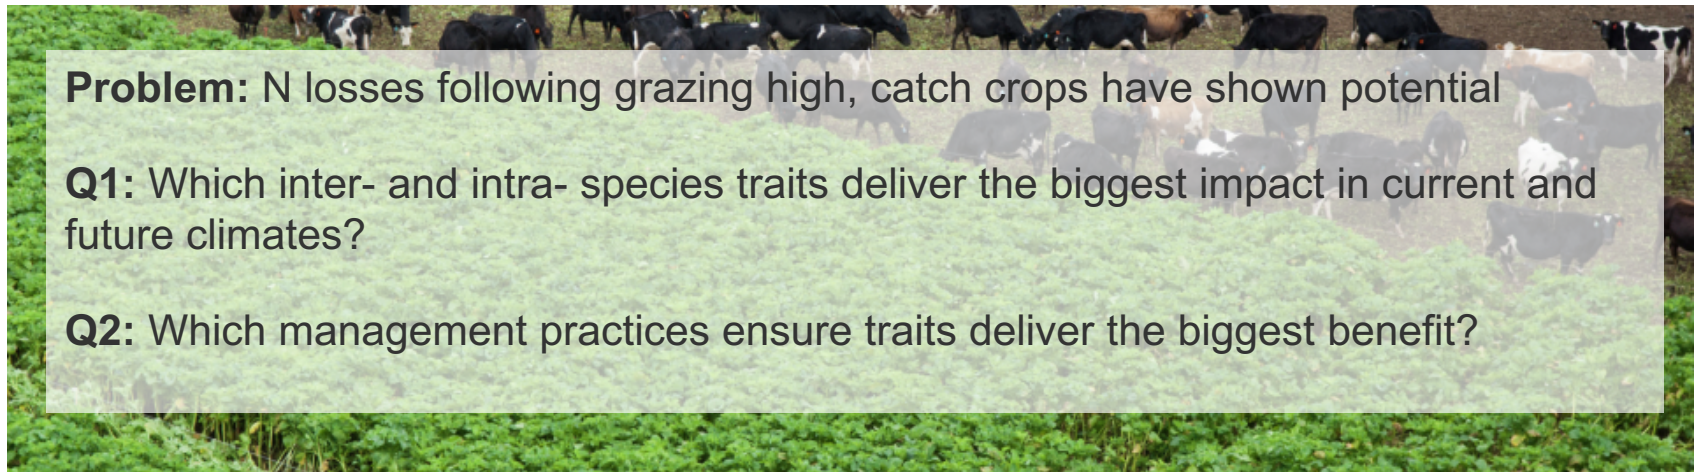 Problem: N losses following grazing high, catch crops have shown potential
Q1: Which inter- and intra- species traits deliver the biggest impact in current and
future climates?
Q2: Which management practices ensure traits deliver the biggest benefit?